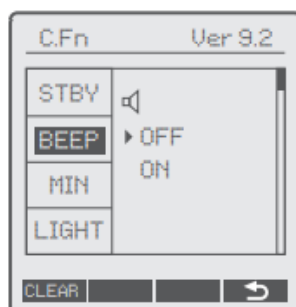 C.Fn Ver 9.2
STBY
BEEP
MIN
LIGHT
OFF
ON
CLEAR